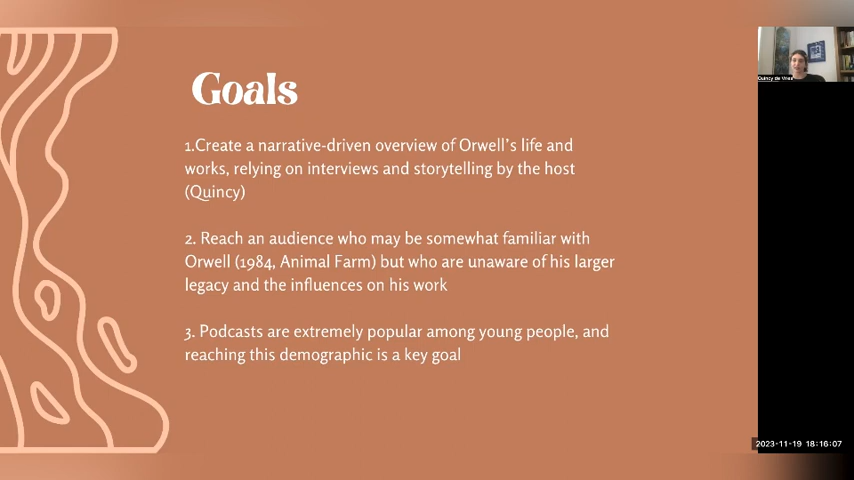 Goals
1.Create a narrative-driven overview of Orwell's life and
works, relying on interviews and storytelling by the host
(Quincy)
2. Reach an audience who may be somewhat familiar with
Orwell (1984, Animal Farm) but who are unaware of his larger
legacy and the influences on his work
3. Podcasts are extremely popular among young people, and
reaching this demographic is a key goal
Quincy de Vries
2023-11-19 18:16:07